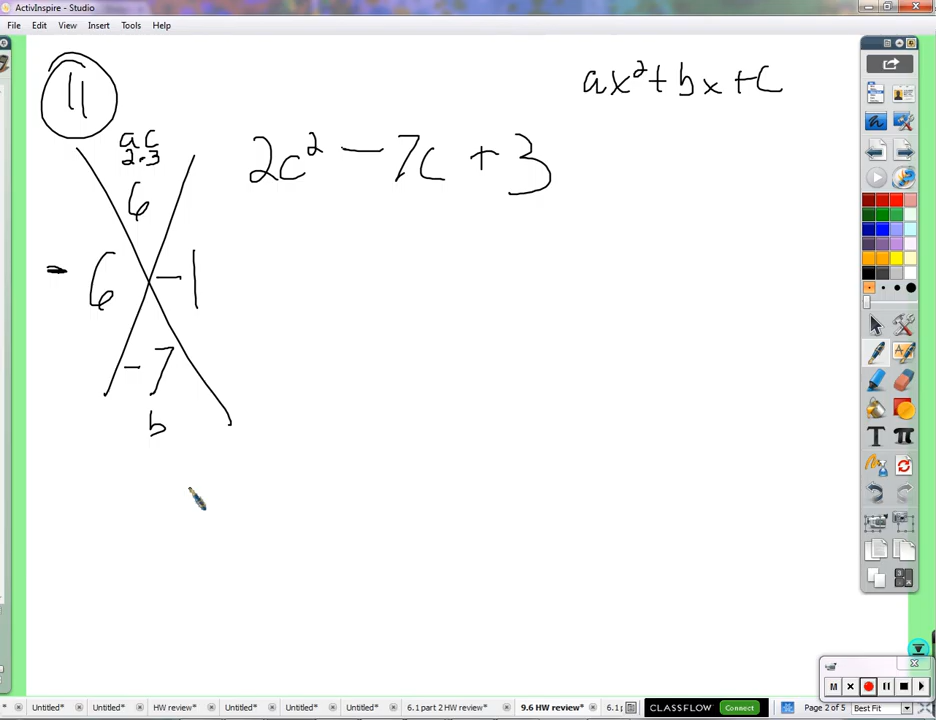 ActivInspire - Studio
File Edit View Insert Tools Help
11
ax² + bx + C
a c
2·3
2c² - 7c + 3
6
- 6 -1
-7
b
Untitled* Untitled* HW review* Untitled* Untitled* Untitled* 6.1 part 2 HW review* 9.6 HW review* 6.1 CLASSFLOW Connect
M
Page 2 of 5 Best Fit